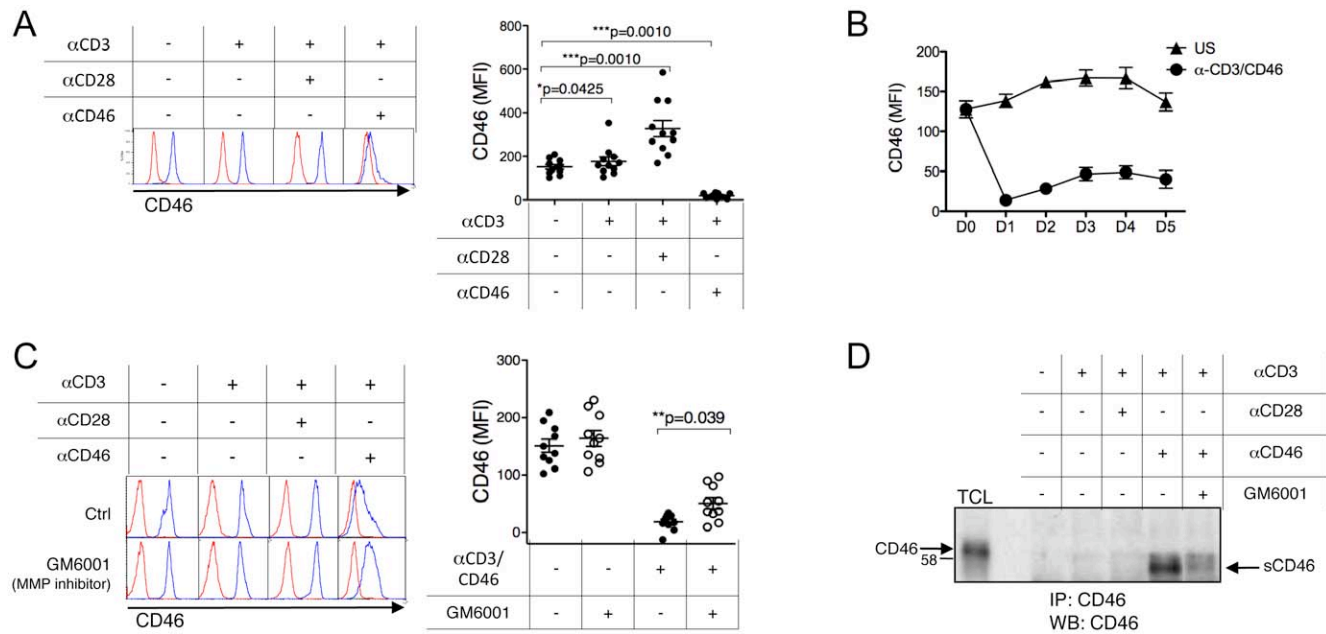 A
αCD3 - + + +
αCD28 - - + -
αCD46 - - - +
CD46
CD46 (MFI)
800
600
400
200
0
***p=0.0010
***p=0.0010
*p=0.0425
αCD3 - + + +
αCD28 - - + -
αCD46 - - - +
B
US
α-CD3/CD46
CD46 (MFI)
200
150
100
50
0
D0 D1 D2 D3 D4 D5
C
αCD3 - + + +
αCD28 - - + -
αCD46 - - - +
Ctrl
GM6001
(MMP inhibitor)
CD46
CD46 (MFI)
300
200
100
0
**p=0.039
αCD3/
CD46 - - + +
GM6001 - + - +
D
- + + + + αCD3
- - + - - αCD28
- - - + + αCD46
- - - - + GM6001
TCL
CD46
58
sCD46
IP: CD46
WB: CD46